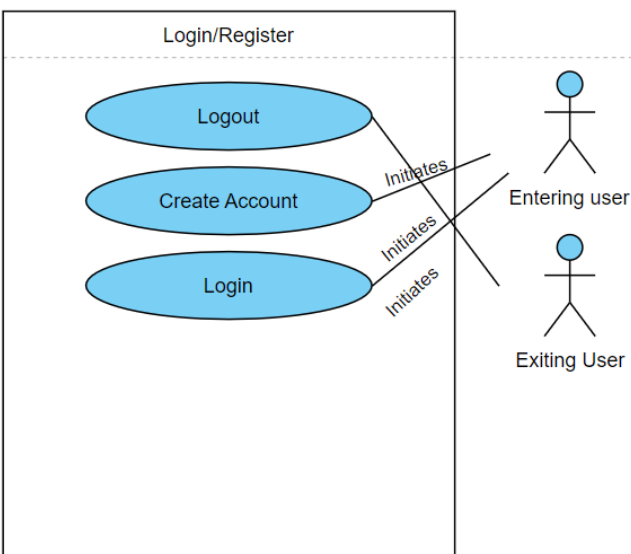 Login/Register
Logout
Initiates
Create Account
Entering user
Initiates
Login
Initiates
Exiting User